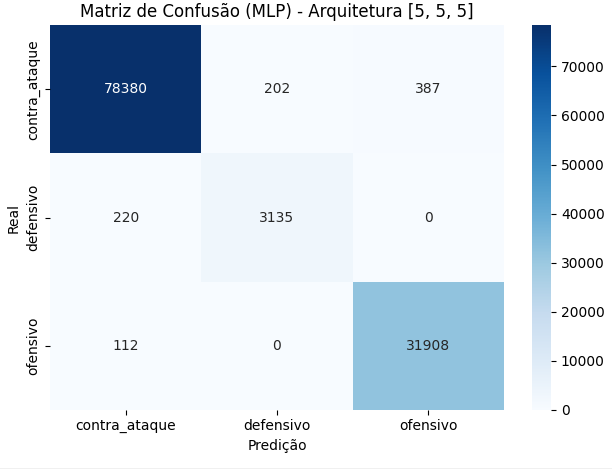 Matriz de Confusão (MLP) - Arquitetura [5, 5, 5]
contra_ataque
defensivo
ofensivo
Real
78380 202 387
220 3135 0
112 0 31908
contra_ataque defensivo ofensivo
Predição
70000
60000
50000
40000
30000
20000
10000
0